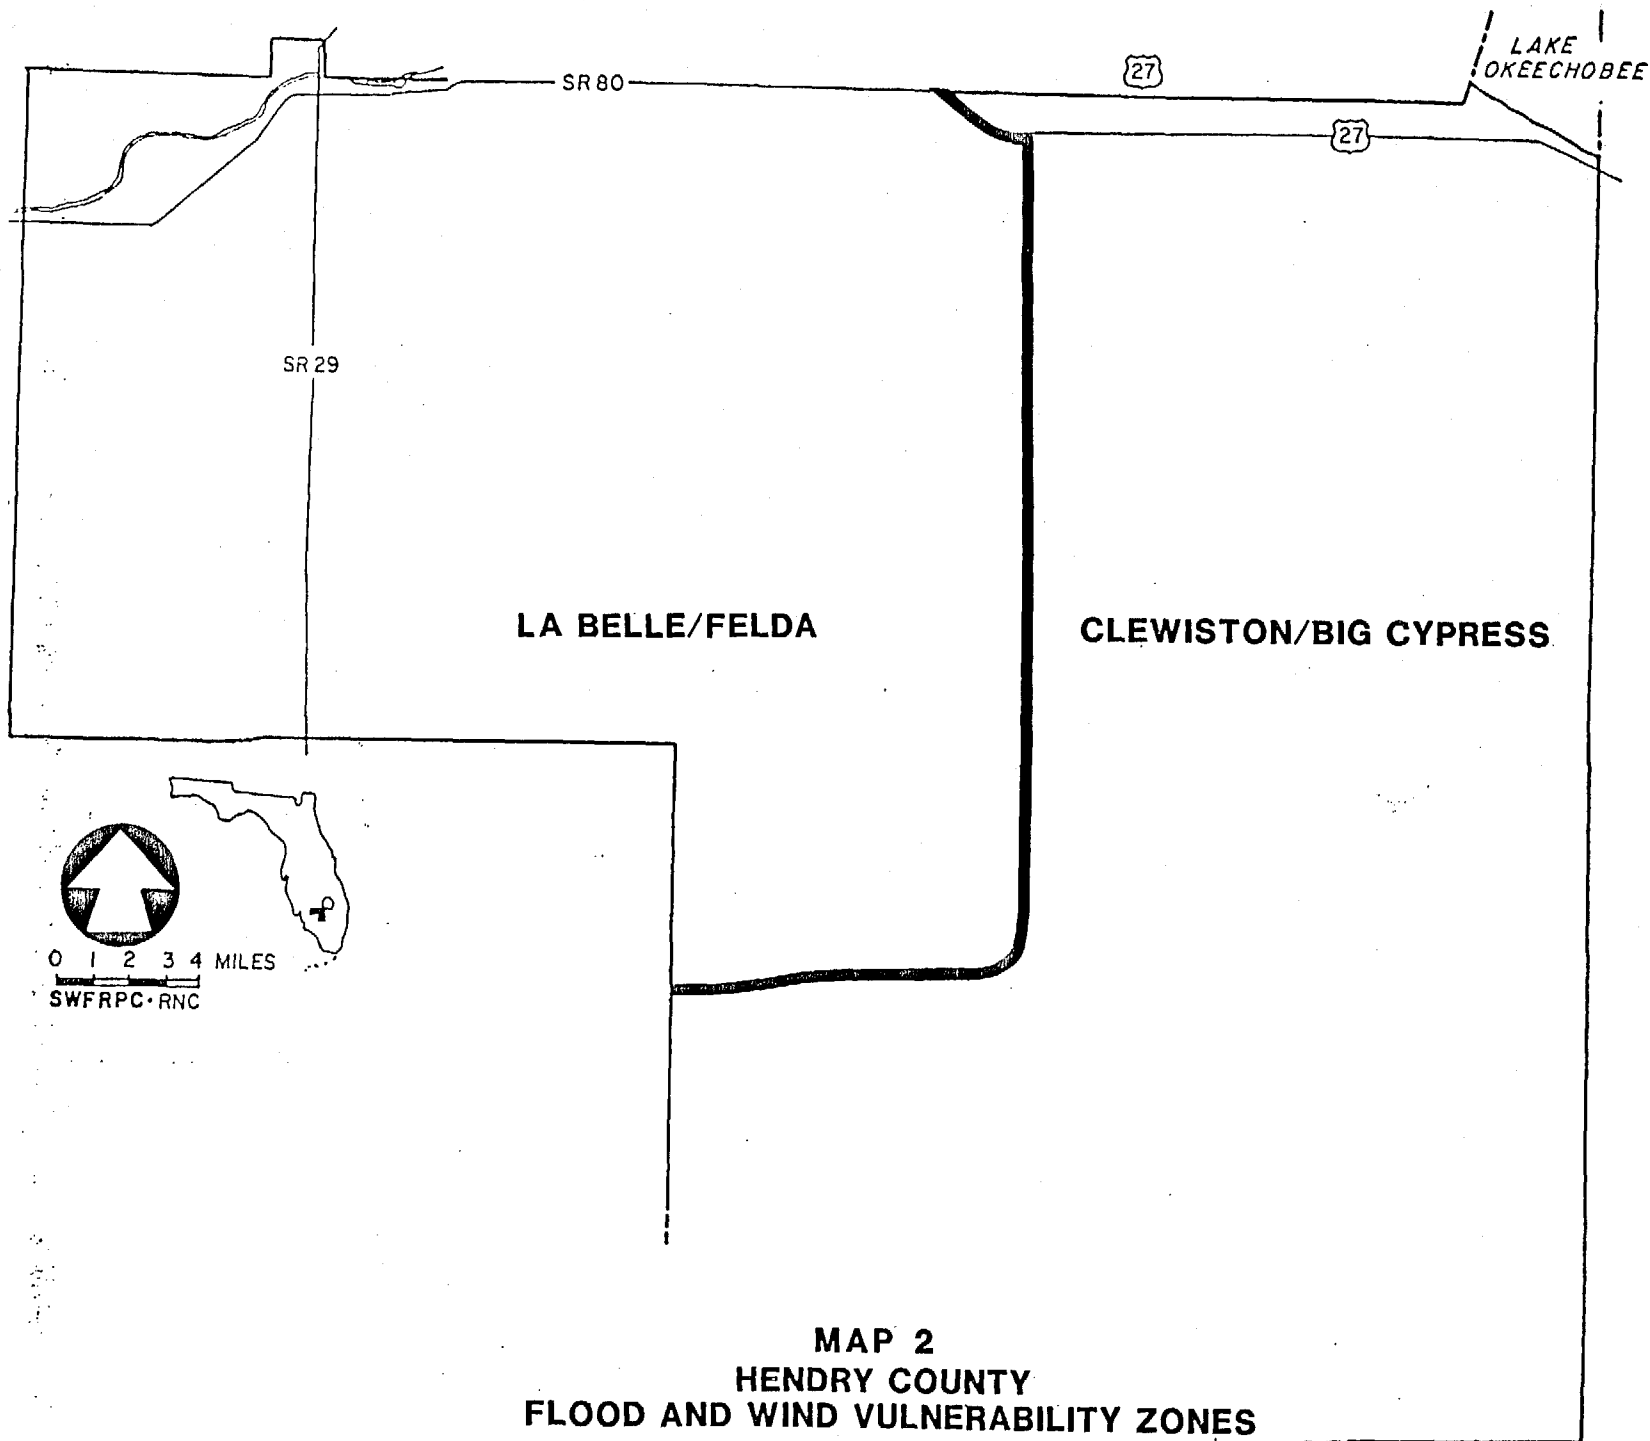 LAKE
OKEECHOBEE
27
SR 80
27
SR 29
LA BELLE/FELDA
CLEWISTON/BIG CYPRESS
0 1 2 3 4 MILES
SWFRPC · RNC
MAP 2
HENDRY COUNTY
FLOOD AND WIND VULNERABILITY ZONES